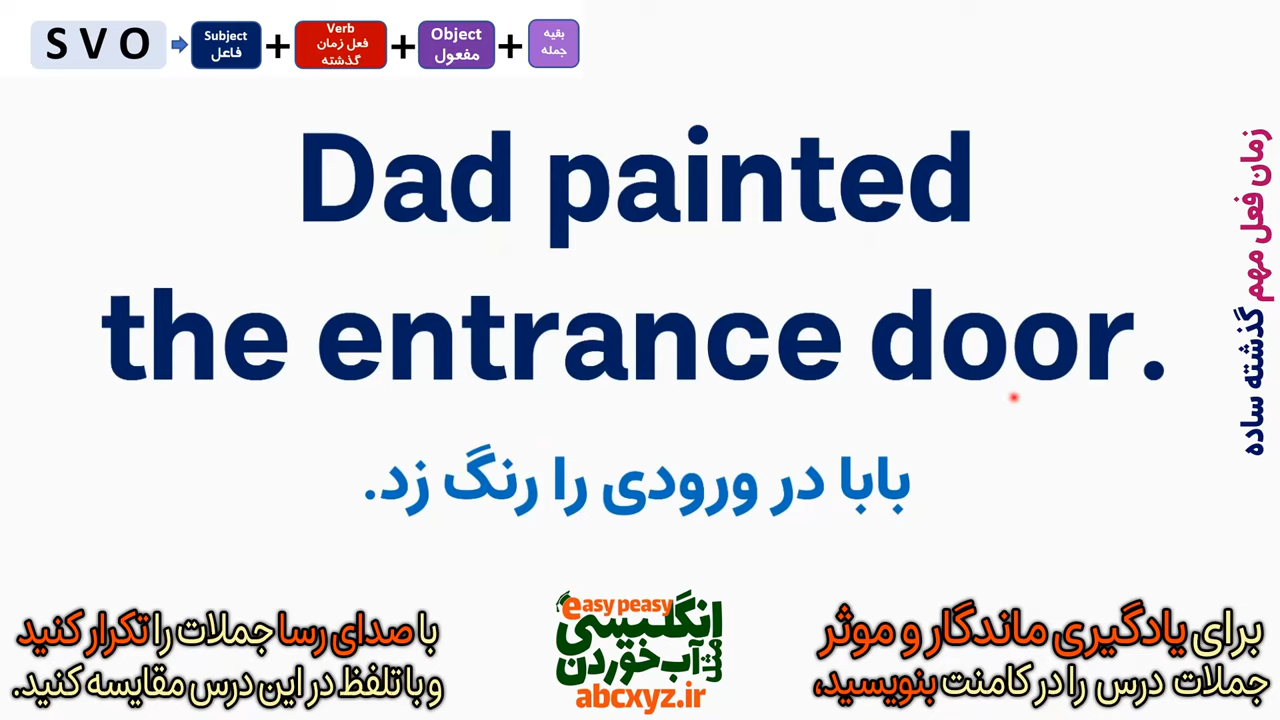 S V O
Subject
فاعل
+
Verb
فعل زمان
گذشته
+
Object
مفعول
+
بقیه
جمله
Dad painted
the entrance door.
بابا در ورودی را رنگ زد.
زمان فعل مهم گذشته ساده
با صدای رسا جملات را تکرار کنید
و با تلفظ در این درس مقایسه کنید.
easy peasy
انگلیسی
مثل آب خوردن
abcxyz.ir
برای یادگیری ماندگار و موثر
جملات درس را در کامنت بنویسید،